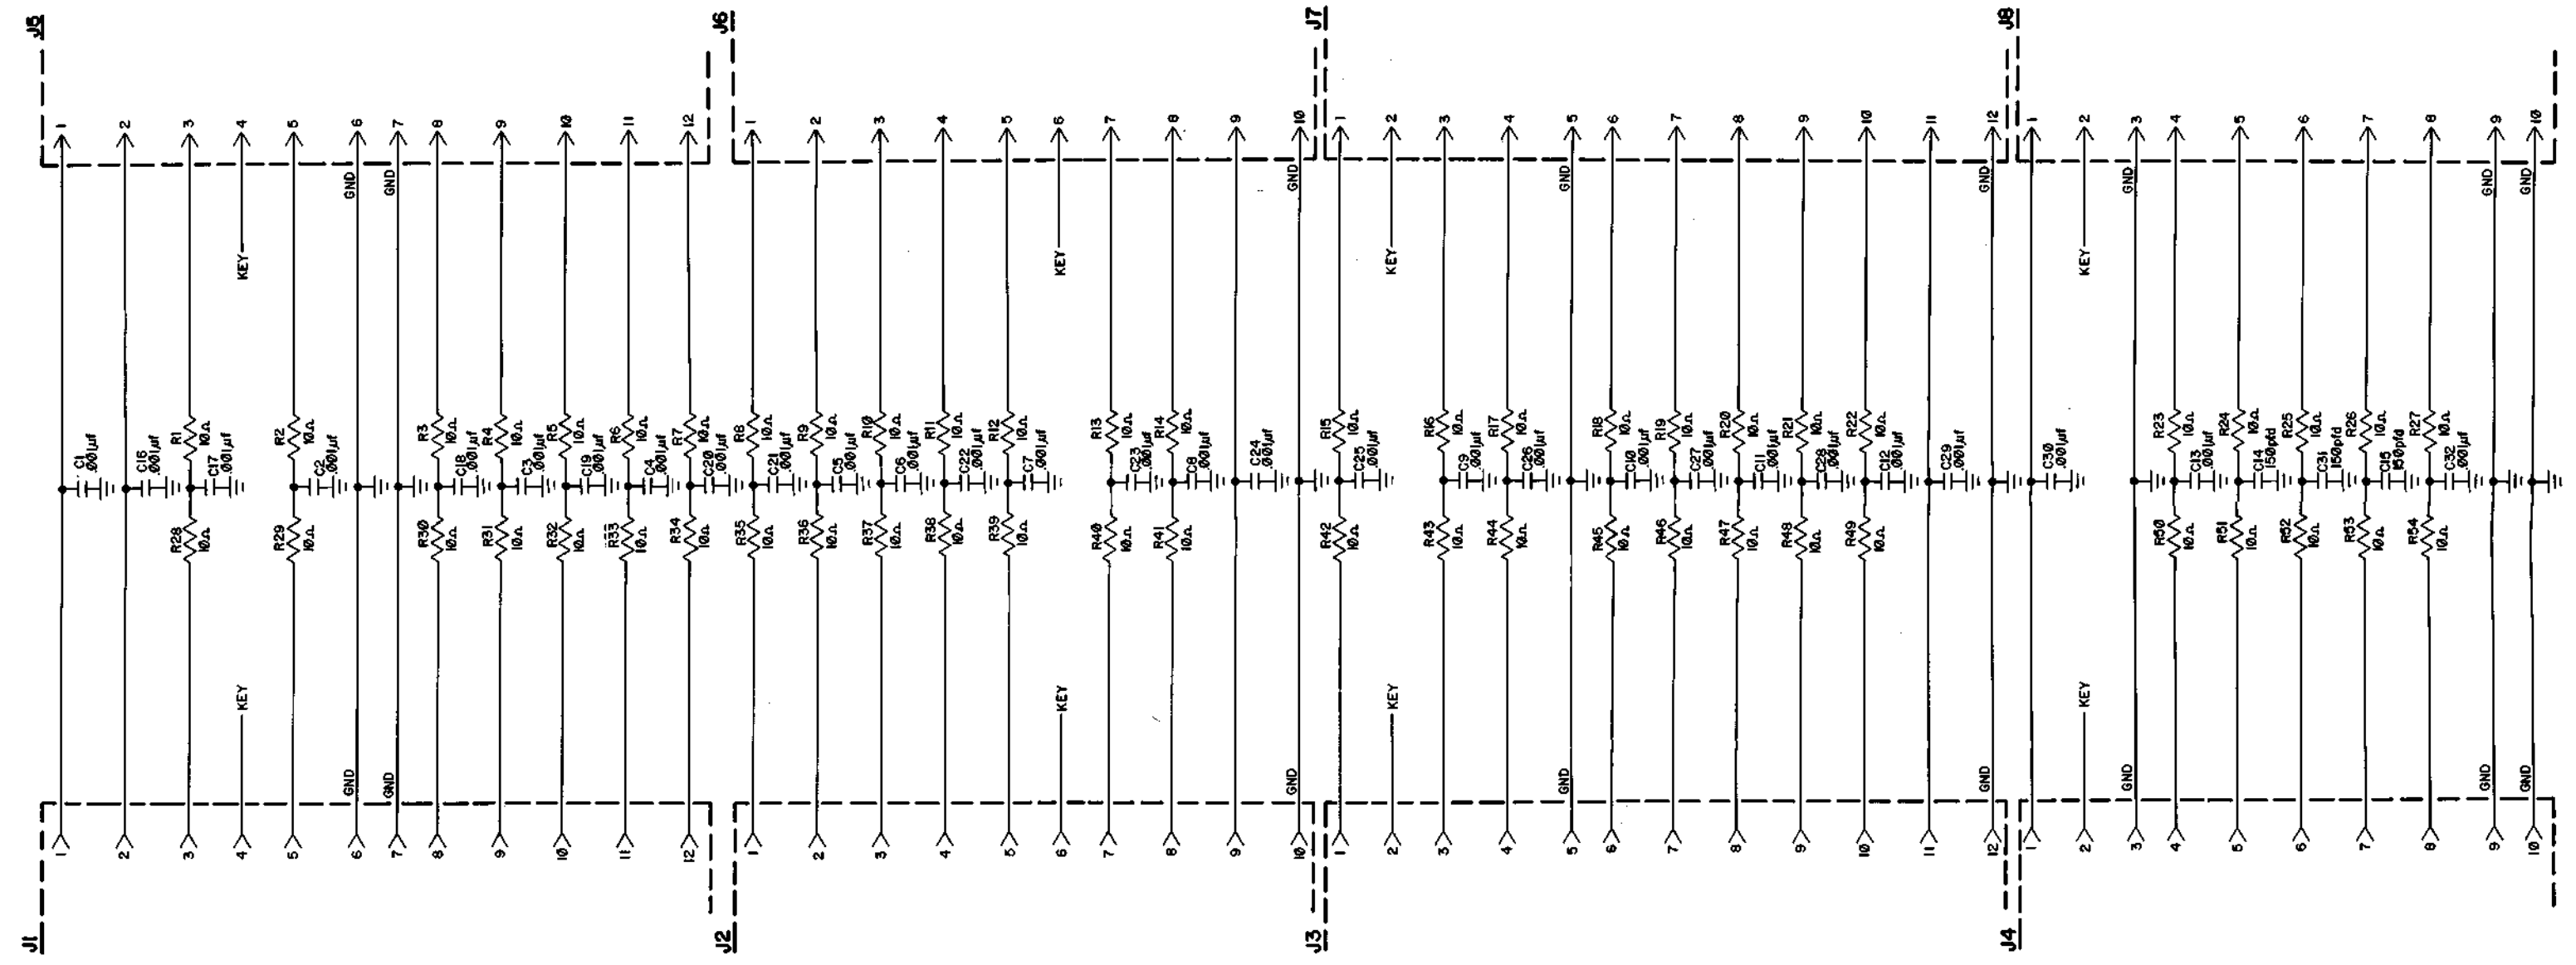 J5
J6
J7
J8
1
2
3
4
5
6
7
8
9
10
11
12
1
2
3
4
5
6
7
8
9
10
1
2
3
4
5
6
7
8
9
10
11
12
1
2
3
4
5
6
7
8
9
10
GND
GND
GND
GND
GND
GND
GND
GND
KEY
KEY
KEY
KEY
C1
.001µf
C16
.001µf
R1
10Ω
C17
.001µf
R28
10Ω
R2
10Ω
C2
.001µf
R29
10Ω
R3
10Ω
C18
.001µf
R30
10Ω
R4
10Ω
C3
.001µf
R31
10Ω
R5
10Ω
C19
.001µf
R32
10Ω
R6
10Ω
C4
.001µf
R33
10Ω
R7
10Ω
C20
.001µf
R34
10Ω
R8
10Ω
C21
.001µf
R35
10Ω
R9
10Ω
C5
.001µf
R36
10Ω
R10
10Ω
C6
.001µf
R37
10Ω
R11
10Ω
C22
.001µf
R38
10Ω
R12
10Ω
C7
.001µf
R39
10Ω
R13
10Ω
C23
.001µf
R40
10Ω
R14
10Ω
C8
.001µf
R41
10Ω
C24
.001µf
R15
10Ω
C25
.001µf
R42
10Ω
R16
10Ω
C9
.001µf
R43
10Ω
R17
10Ω
C26
.001µf
R44
10Ω
R18
10Ω
C10
.001µf
R45
10Ω
R19
10Ω
C27
.001µf
R46
10Ω
R20
10Ω
C11
.001µf
R47
10Ω
R21
10Ω
C28
.001µf
R48
10Ω
R22
10Ω
C12
.001µf
R49
10Ω
C29
.001µf
C30
.001µf
R23
10Ω
C13
.001µf
R50
10Ω
R24
10Ω
C14
150pfd
R51
10Ω
R25
10Ω
C31
150pfd
R52
10Ω
R26
10Ω
C15
150pfd
R53
10Ω
R27
10Ω
C32
.001µf
R54
10Ω
KEY
KEY
KEY
KEY
GND
GND
GND
GND
GND
GND
GND
GND
1
2
3
4
5
6
7
8
9
10
11
12
1
2
3
4
5
6
7
8
9
10
1
2
3
4
5
6
7
8
9
10
11
12
1
2
3
4
5
6
7
8
9
10
J1
J2
J3
J4